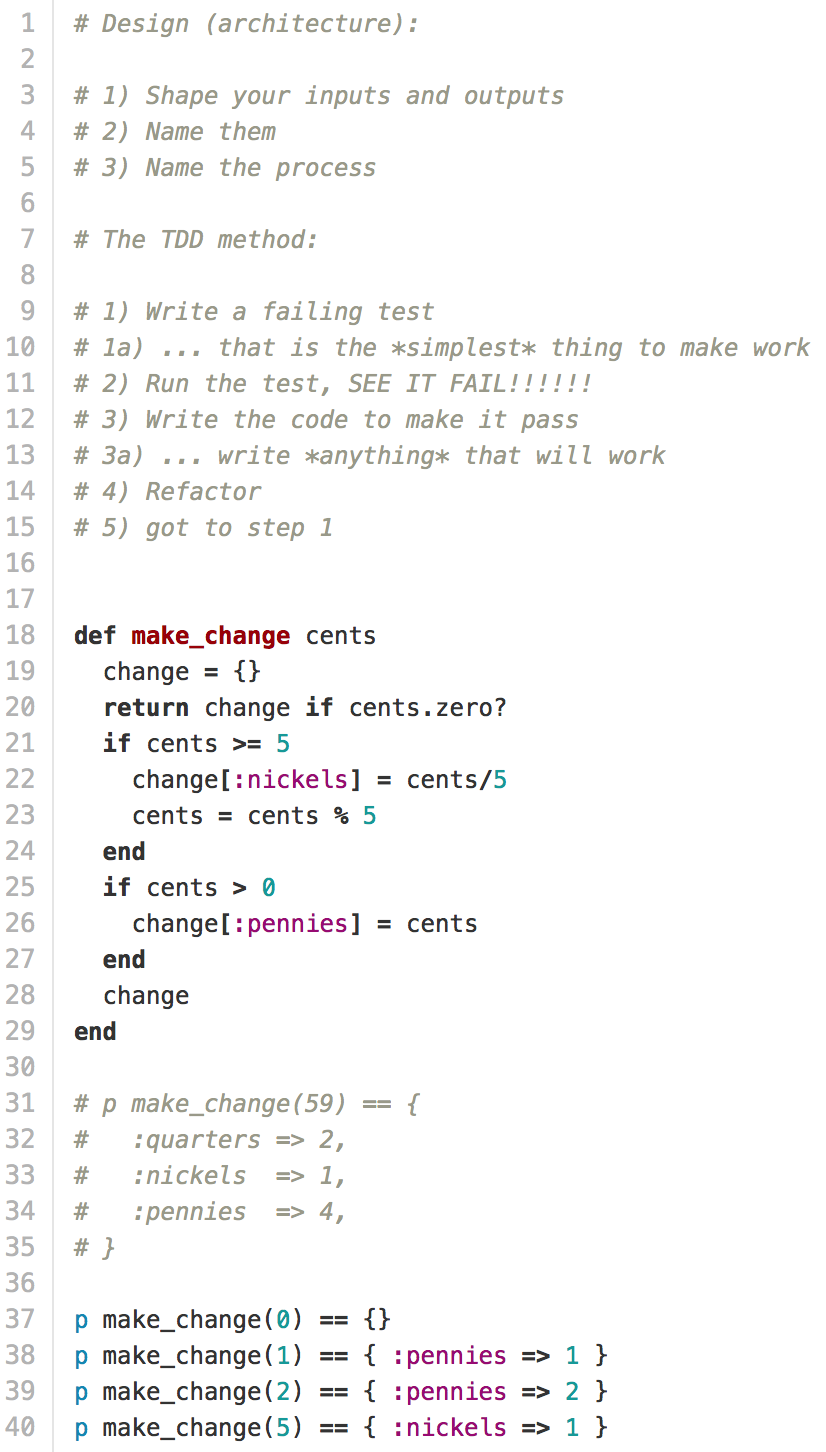 1 # Design (architecture):
2
3 # 1) Shape your inputs and outputs
4 # 2) Name them
5 # 3) Name the process
6
7 # The TDD method:
8
9 # 1) Write a failing test
10 # 1a) ... that is the *simplest* thing to make work
11 # 2) Run the test, SEE IT FAIL!!!!!!
12 # 3) Write the code to make it pass
13 # 3a) ... write *anything* that will work
14 # 4) Refactor
15 # 5) got to step 1
16
17
18 def make_change cents
19   change = {}
20   return change if cents.zero?
21   if cents >= 5
22     change[:nickels] = cents/5
23     cents = cents % 5
24   end
25   if cents > 0
26     change[:pennies] = cents
27   end
28   change
29 end
30
31 # p make_change(59) == {
32 #   :quarters => 2,
33 #   :nickels  => 1,
34 #   :pennies  => 4,
35 # }
36
37 p make_change(0) == {}
38 p make_change(1) == { :pennies => 1 }
39 p make_change(2) == { :pennies => 2 }
40 p make_change(5) == { :nickels => 1 }